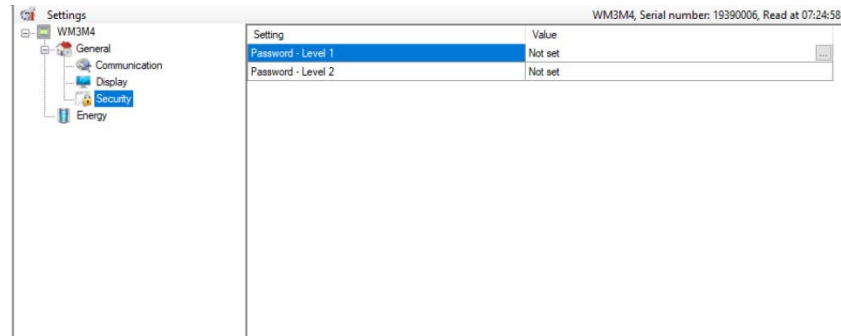 Settings
WM3M4, Serial number: 19390006, Read at 07:24:58
WM3M4
General
Communication
Display
Security
Energy
Setting Value
Password - Level 1 Not set ...
Password - Level 2 Not set